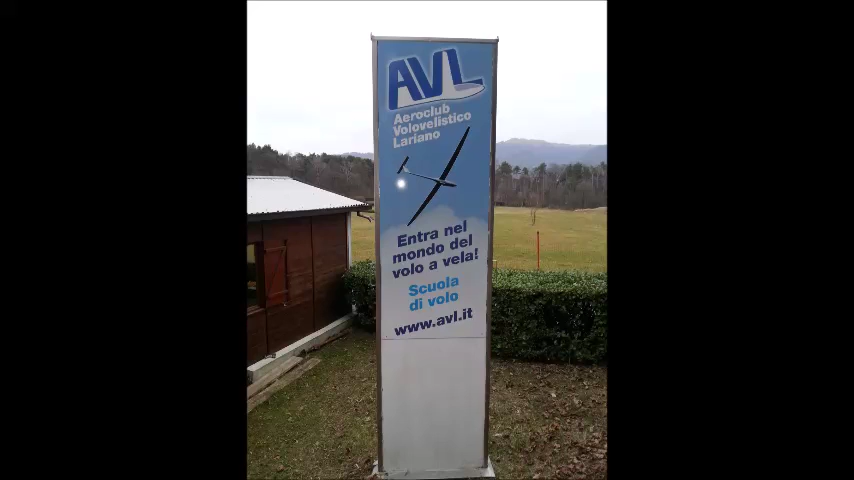 AVL
Aeroclub
Volovelistico
Lariano
Entra nel
mondo del
volo a vela!
Scuola
di volo
www.avl.it